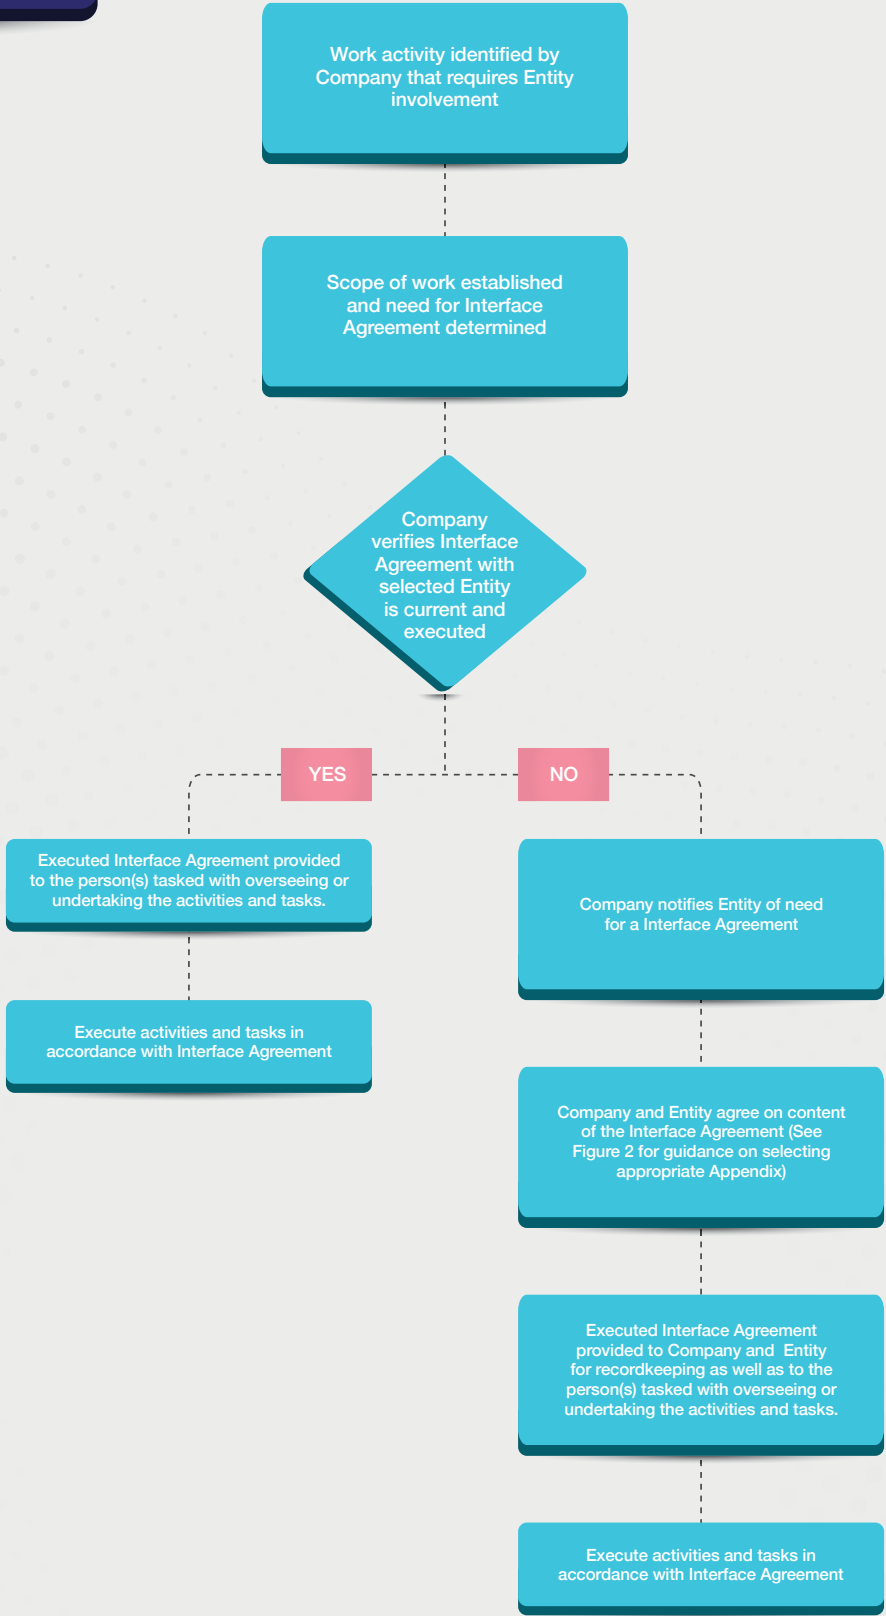 Work activity identified by
Company that requires Entity
involvement
Scope of work established
and need for Interface
Agreement determined
Company
verifies Interface
Agreement with
selected Entity
is current and
executed
YES
NO
Executed Interface Agreement provided
to the person(s) tasked with overseeing or
undertaking the activities and tasks.
Execute activities and tasks in
accordance with Interface Agreement
Company notifies Entity of need
for a Interface Agreement
Company and Entity agree on content
of the Interface Agreement (See
Figure 2 for guidance on selecting
appropriate Appendix)
Executed Interface Agreement
provided to Company and Entity
for recordkeeping as well as to the
person(s) tasked with overseeing or
undertaking the activities and tasks.
Execute activities and tasks in
accordance with Interface Agreement